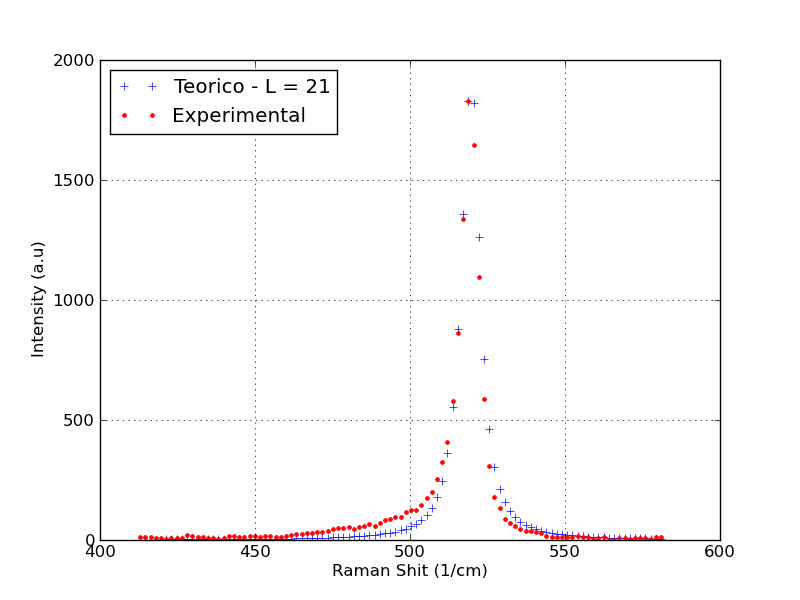 2000
Teorico - L = 21
Experimental
1500
1000
500
0
Intensity (a.u)
400 450 500 550 600
Raman Shit (1/cm)